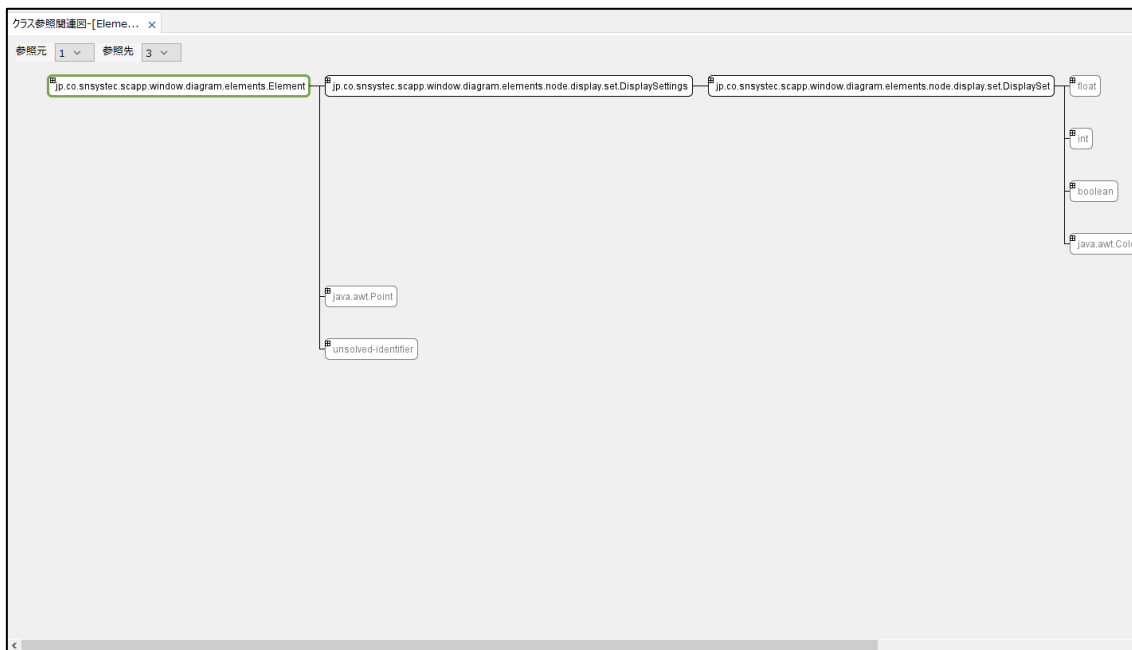 クラス参照関連図-[Eleme...
参照元 1 参照先 3
jp.co.snsystec.scapp.window.diagram.elements.Element jp.co.snsystec.scapp.window.diagram.elements.node.display.set.DisplaySettings jp.co.snsystec.scapp.window.diagram.elements.node.display.set.DisplaySet float
int
boolean
java.awt.Colo
java.awt.Point
unsolved-identifier